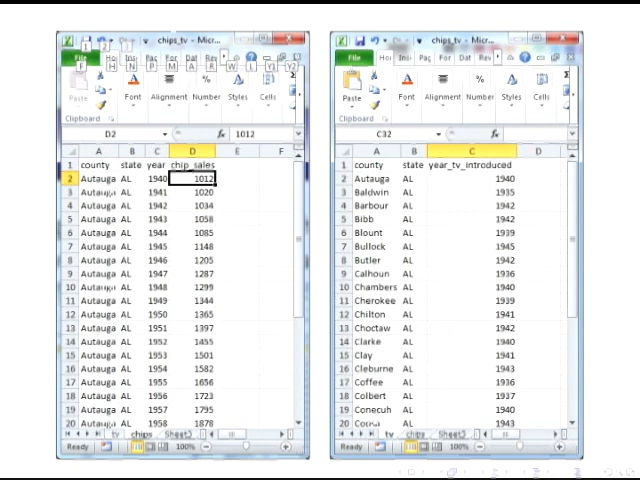 chips_tv - Micr...
File
Paste
Font
Alignment
Number
Styles
Cells
Clipboard
D2
fx
1012
A B C D E F
1 county state year chip_sales
2 Autauga AL 1940 1012
3 Autauga AL 1941 1020
4 Autauga AL 1942 1034
5 Autauga AL 1943 1058
6 Autauga AL 1944 1085
7 Autauga AL 1945 1148
8 Autauga AL 1946 1205
9 Autauga AL 1947 1287
10 Autauga AL 1948 1299
11 Autauga AL 1949 1344
12 Autauga AL 1950 1365
13 Autauga AL 1951 1397
14 Autauga AL 1952 1455
15 Autauga AL 1953 1501
16 Autauga AL 1954 1582
17 Autauga AL 1955 1656
18 Autauga AL 1956 1723
19 Autauga AL 1957 1795
20 Autauga AL 1958 1878
tv chips Sheet3
Ready 100%
chips_tv - Micr...
File Hor Inse Pag For Dat Rev
Paste
Font
Alignment
Number
Styles
Cells
Clipboard
C32
fx
A B C D
1 county state year_tv_introduced
2 Autauga AL 1940
3 Baldwin AL 1935
4 Barbour AL 1942
5 Bibb AL 1942
6 Blount AL 1939
7 Bullock AL 1945
8 Butler AL 1942
9 Calhoun AL 1936
10 Chambers AL 1940
11 Cherokee AL 1939
12 Chilton AL 1941
13 Choctaw AL 1942
14 Clarke AL 1940
15 Clay AL 1941
16 Cleburne AL 1943
17 Coffee AL 1936
18 Colbert AL 1937
19 Conecuh AL 1940
20 AL 1943
tv chips Sheet3
Ready 100%